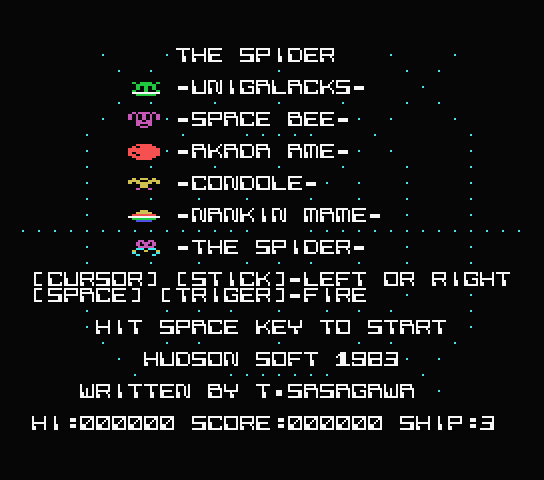 THE SPIDER
-UNIGALACKS-
-SPACE BEE-
-AKADA AME-
-CONDOLE-
-NANKIN MAME-
-THE SPIDER-
[CURSOR] [STICK]-LEFT OR RIGHT
[SPACE] [TRIGER]-FIRE
HIT SPACE KEY TO START
HUDSON SOFT 1983
WRITTEN BY T.SASAGAWA
HI:000000 SCORE:000000 SHIP:3